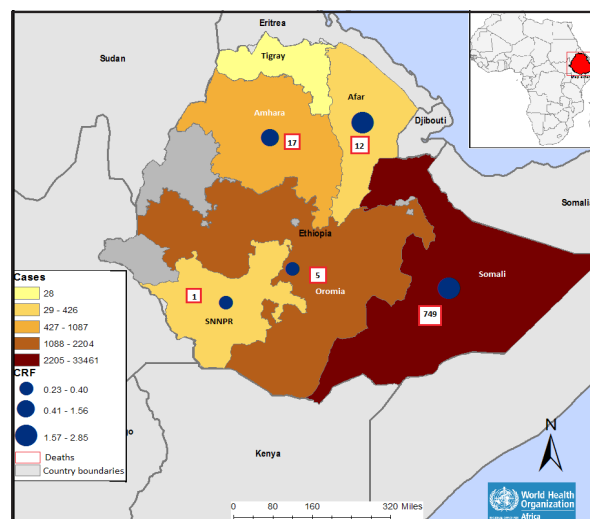 Eritrea
Sudan
Tigray
Afar
Amhara
Djibouti
17
12
Somalia
Ethiopia
Somali
5
Oromia
1
SNNPR
749
Cases
28
29 - 426
427 - 1087
1088 - 2204
2205 - 33461
CRF
0.23 - 0.40
0.41 - 1.56
1.57 - 2.85
Deaths
Country boundaries
Kenya
N
0 80 160 320 Miles
World Health
Organization
Africa